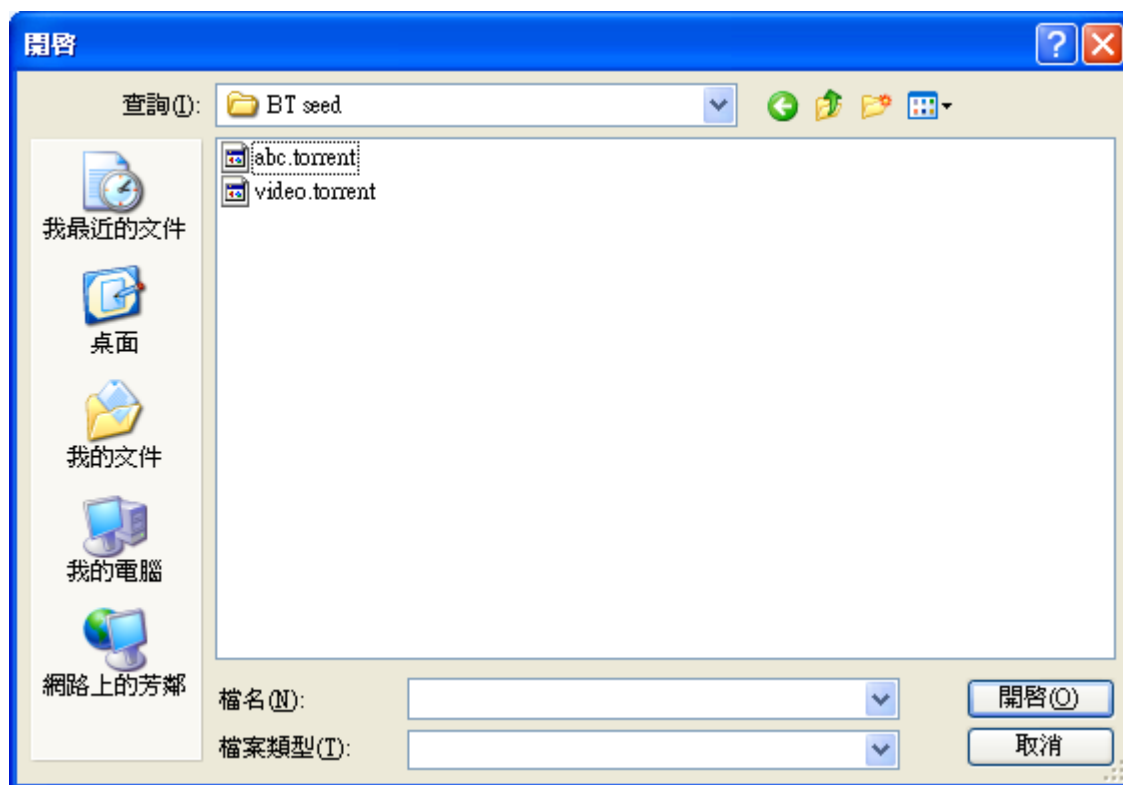 開啓
查詢(I):
BT seed
abc.torrent
video.torrent
我最近的文件
桌面
我的文件
我的電腦
網路上的芳鄰
檔名(N):
開啓(O)
檔案類型(T):
取消